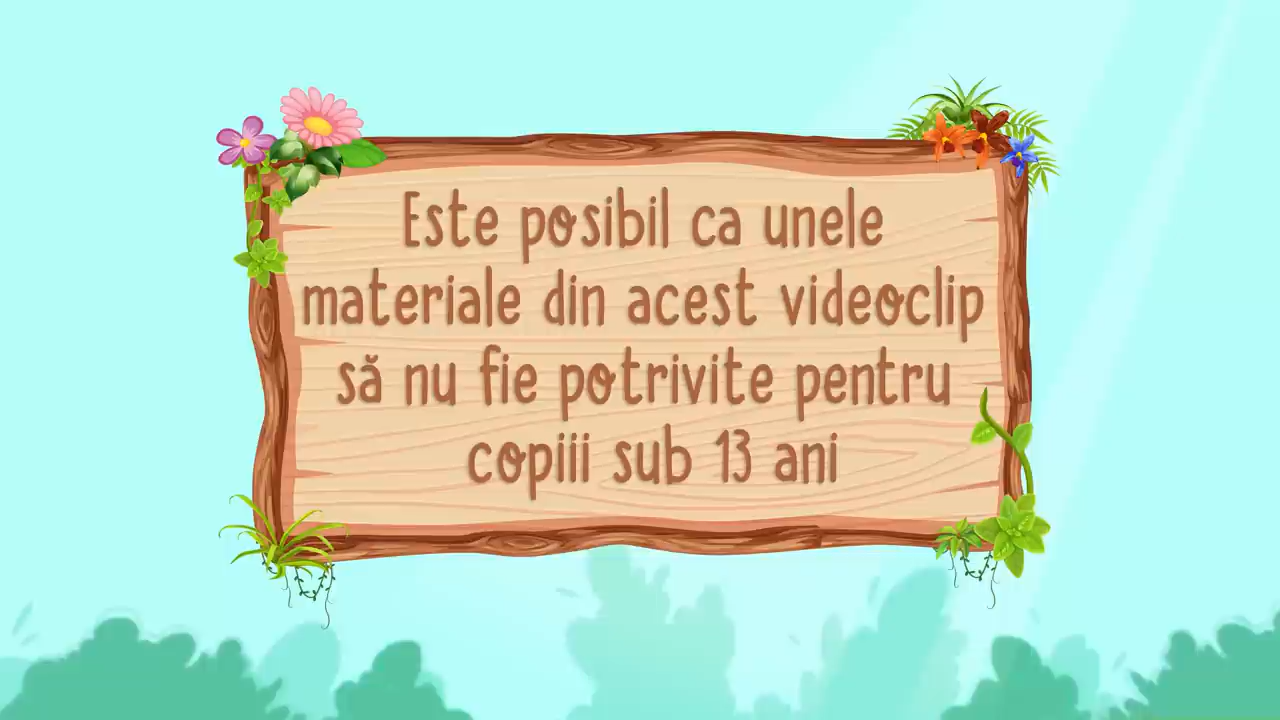 Este posibil ca unele
materiale din acest videoclip
să nu fie potrivite pentru
copiii sub 13 ani